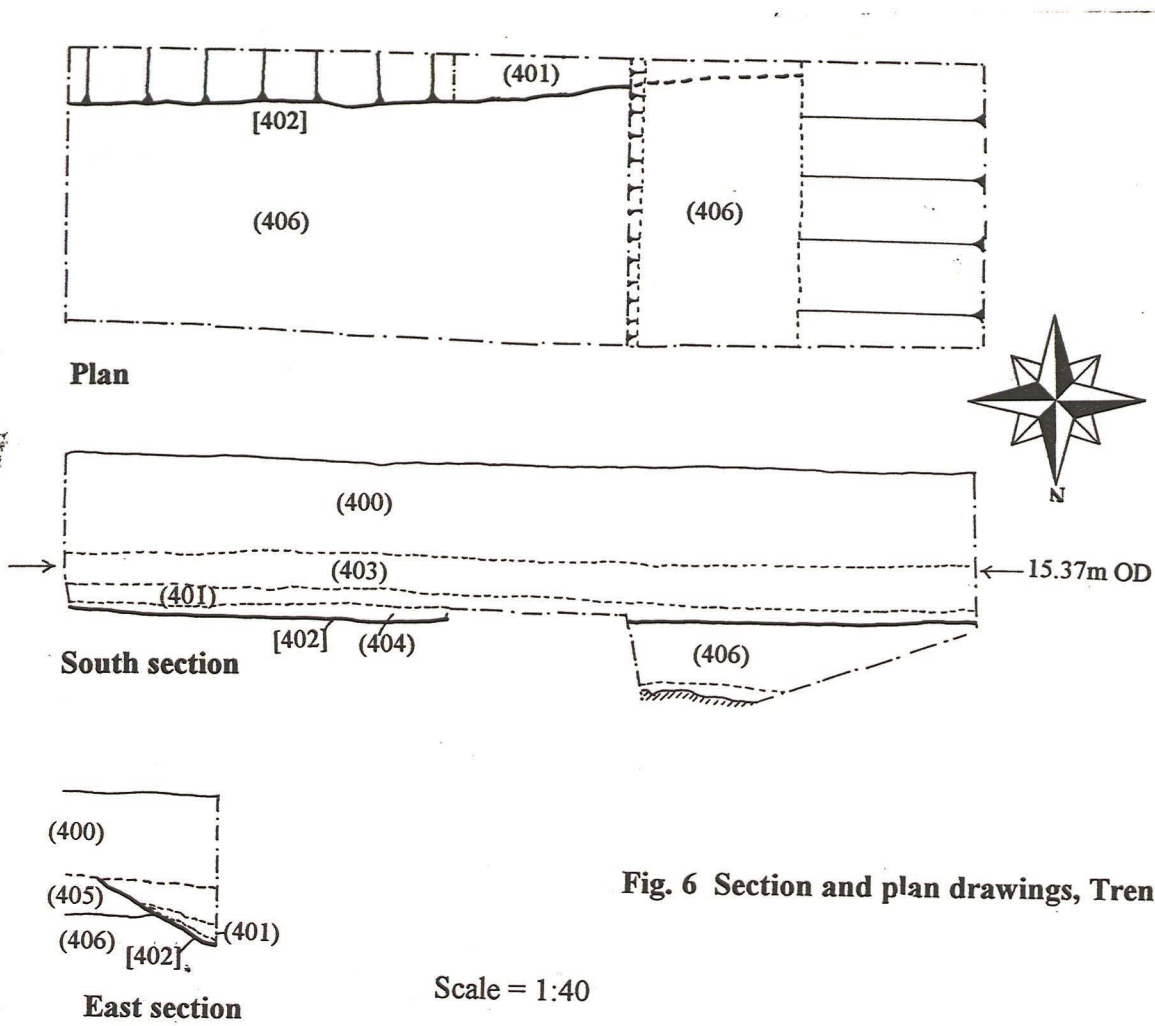 (401)
[402]
(406)
(406)
Plan
N
(400)
(403)
15.37m OD
(401)
[402]
(404)
(406)
South section
(400)
(405)
(401)
(406)
[402]
East section
Fig. 6 Section and plan drawings, Tren
Scale = 1:40